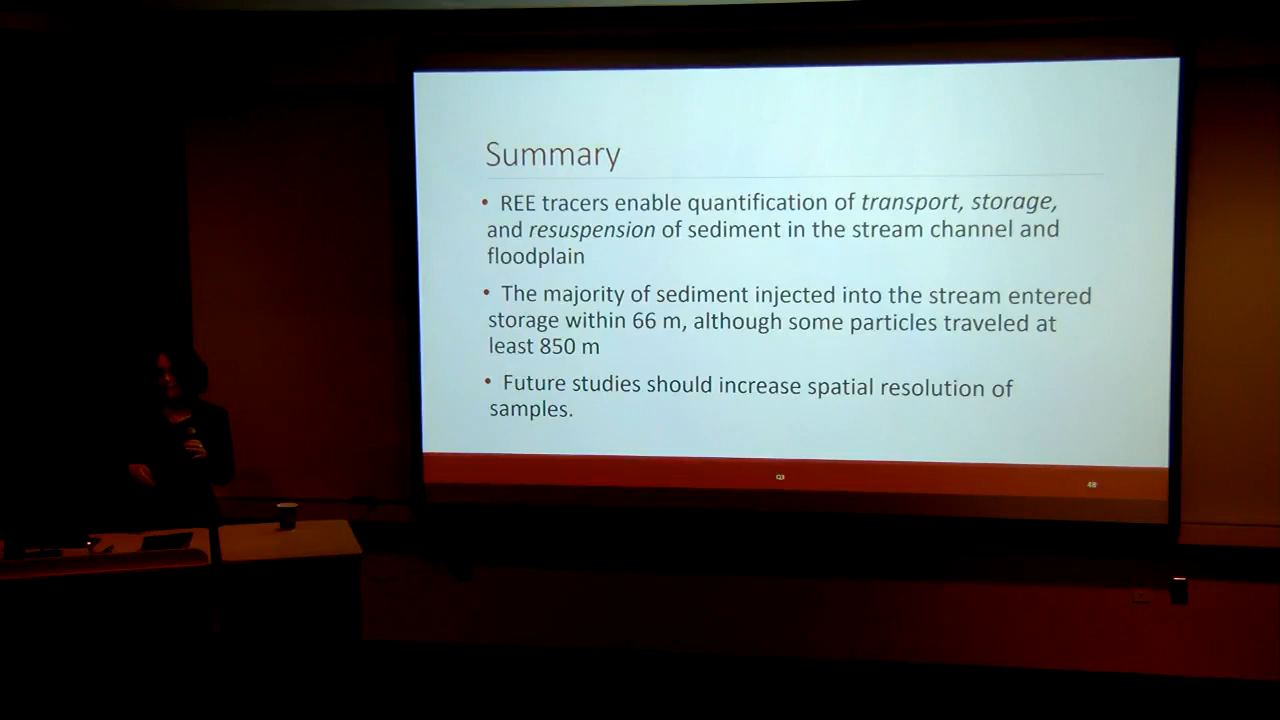 Summary
• REE tracers enable quantification of transport, storage,
and resuspension of sediment in the stream channel and
floodplain
• The majority of sediment injected into the stream entered
storage within 66 m, although some particles traveled at
least 850 m
• Future studies should increase spatial resolution of
samples.
Q3
48